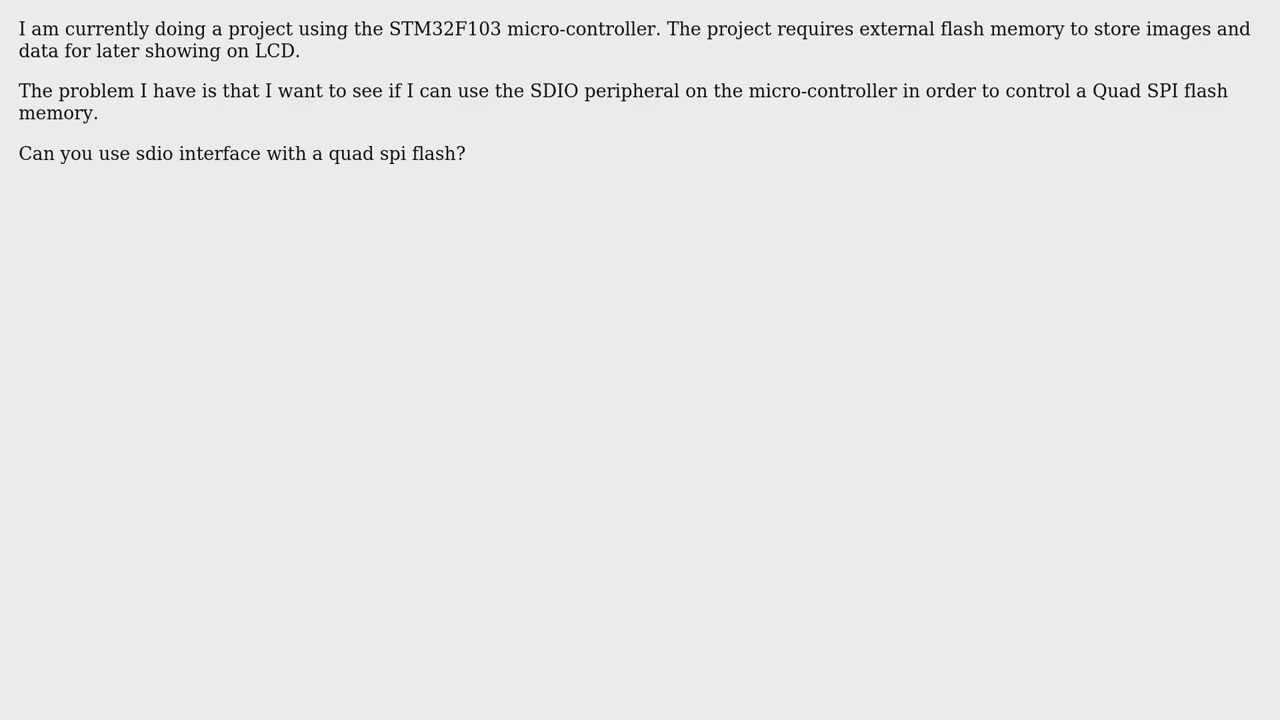 I am currently doing a project using the STM32F103 micro-controller. The project requires external flash memory to store images and
data for later showing on LCD.
The problem I have is that I want to see if I can use the SDIO peripheral on the micro-controller in order to control a Quad SPI flash
memory.
Can you use sdio interface with a quad spi flash?